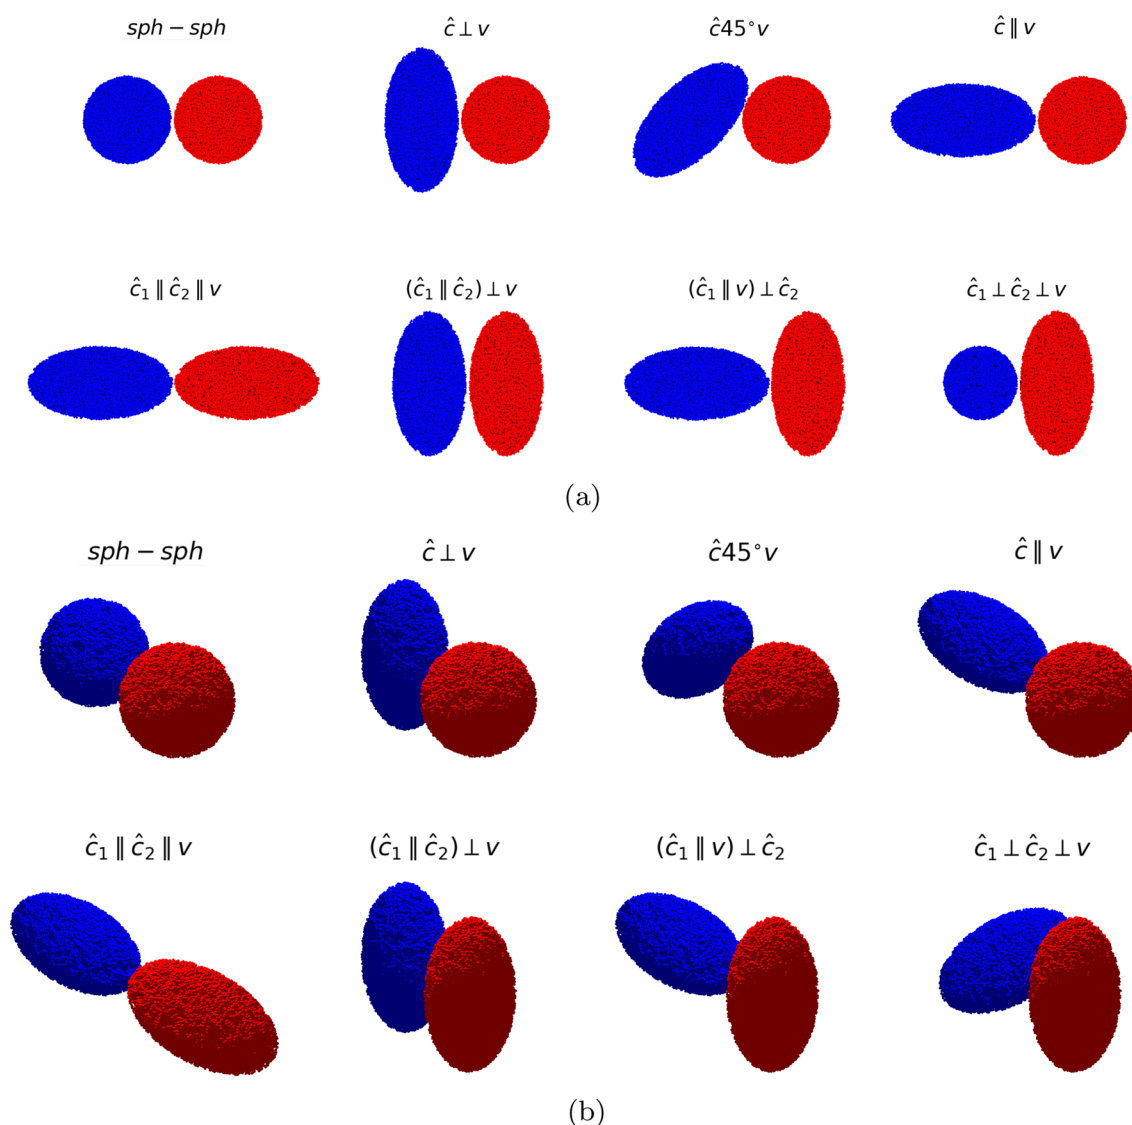 sph − sph
ĉ ⊥ v
ĉ45°v
ĉ ∥ v
ĉ₁ ∥ ĉ₂ ∥ v
(ĉ₁ ∥ ĉ₂) ⊥ v
(ĉ₁ ∥ v) ⊥ ĉ₂
ĉ₁ ⊥ ĉ₂ ⊥ v
(a)
sph − sph
ĉ ⊥ v
ĉ45°v
ĉ ∥ v
ĉ₁ ∥ ĉ₂ ∥ v
(ĉ₁ ∥ ĉ₂) ⊥ v
(ĉ₁ ∥ v) ⊥ ĉ₂
ĉ₁ ⊥ ĉ₂ ⊥ v
(b)